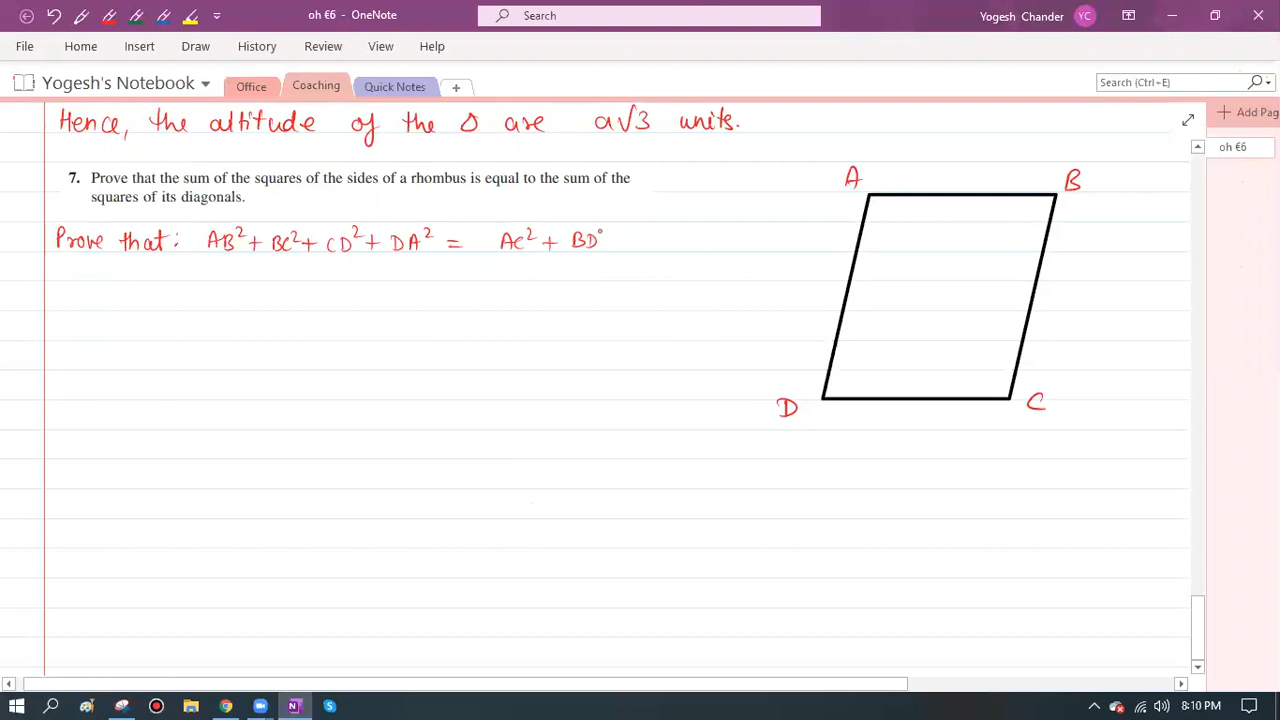 oh €6 - OneNote
Search
Yogesh Chander
YC
File Home Insert Draw History Review View Help
Yogesh's Notebook
Office
Coaching
Quick Notes
+
Search (Ctrl+E)
Add Pag
oh €6
Hence, the altitude of the Δ are a√3 units.
7. Prove that the sum of the squares of the sides of a rhombus is equal to the sum of the
squares of its diagonals.
Prove that: AB² + BC² + CD² + DA² = AC² + BD
A
B
D
C
8:10 PM